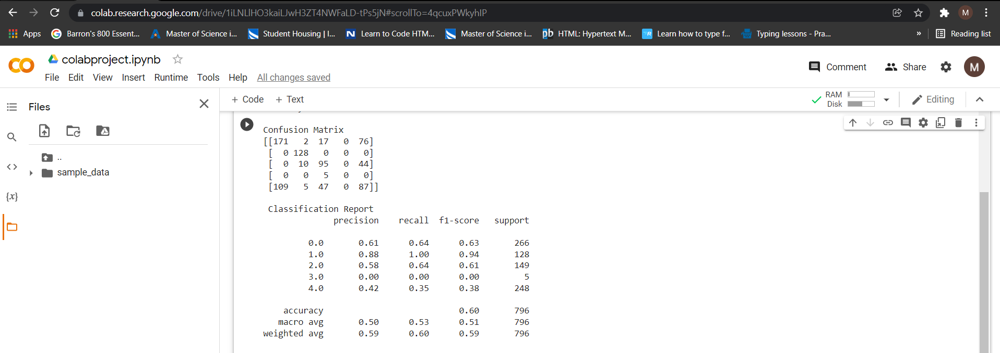 colab.research.google.com/drive/1iLNLlHO3kaiLJwH3ZT4NWFaLD-tPs5jN#scrollTo=4qcuxPWkyhIP
M
Apps Barron's 800 Essent... Master of Science i... Student Housing | I... Learn to Code HTM... Master of Science i... HTML: Hypertext M... Learn how to type f... Typing lessons - Pra... » Reading list
colabproject.ipynb
Comment Share M
File Edit View Insert Runtime Tools Help All changes saved
Files
+ Code + Text
RAM
Disk
Editing
..
sample_data
{x}
Confusion Matrix
[[171 2 17 0 76]
[ 0 128 0 0 0]
[ 0 10 95 0 44]
[ 0 0 5 0 0]
[109 5 47 0 87]]
Classification Report
precision recall f1-score support
0.0 0.61 0.64 0.63 266
1.0 0.88 1.00 0.94 128
2.0 0.58 0.64 0.61 149
3.0 0.00 0.00 0.00 5
4.0 0.42 0.35 0.38 248
accuracy 0.60 796
macro avg 0.50 0.53 0.51 796
weighted avg 0.59 0.60 0.59 796